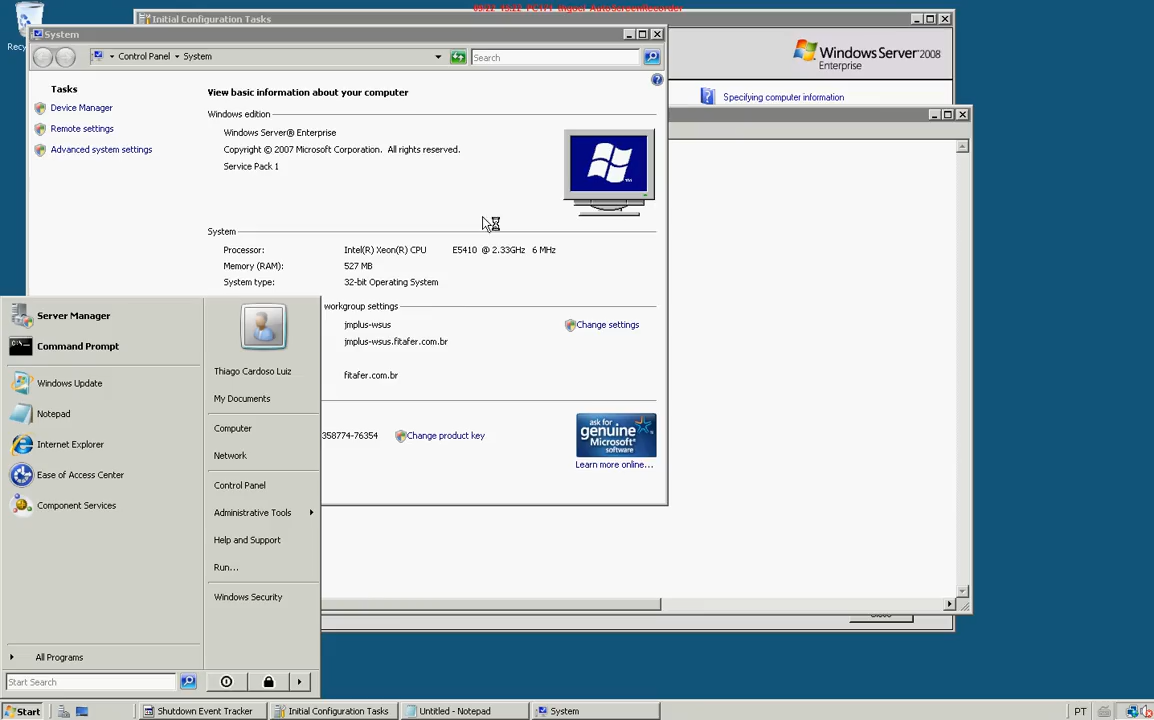 Initial Configuration Tasks
System
Control Panel
System
Search
Windows Server 2008
Enterprise
Specifying computer information
Tasks
Device Manager
Remote settings
Advanced system settings
View basic information about your computer
Windows edition
Windows Server® Enterprise
Copyright © 2007 Microsoft Corporation. All rights reserved.
Service Pack 1
System
Processor: Intel(R) Xeon(R) CPU E5410 @ 2.33GHz 6 MHz
Memory (RAM): 527 MB
System type: 32-bit Operating System
workgroup settings
jmplus-wsus
Change settings
jmplus-wsus.fitafer.com.br
fitafer.com.br
358774-76354
Change product key
ask for
genuine
Microsoft
software
Learn more online...
Server Manager
Command Prompt
Windows Update
Notepad
Internet Explorer
Ease of Access Center
Component Services
All Programs
Start Search
Thiago Cardoso Luiz
My Documents
Computer
Network
Control Panel
Administrative Tools
Help and Support
Run...
Windows Security
Start
Shutdown Event Tracker
Initial Configuration Tasks
Untitled - Notepad
System
PT